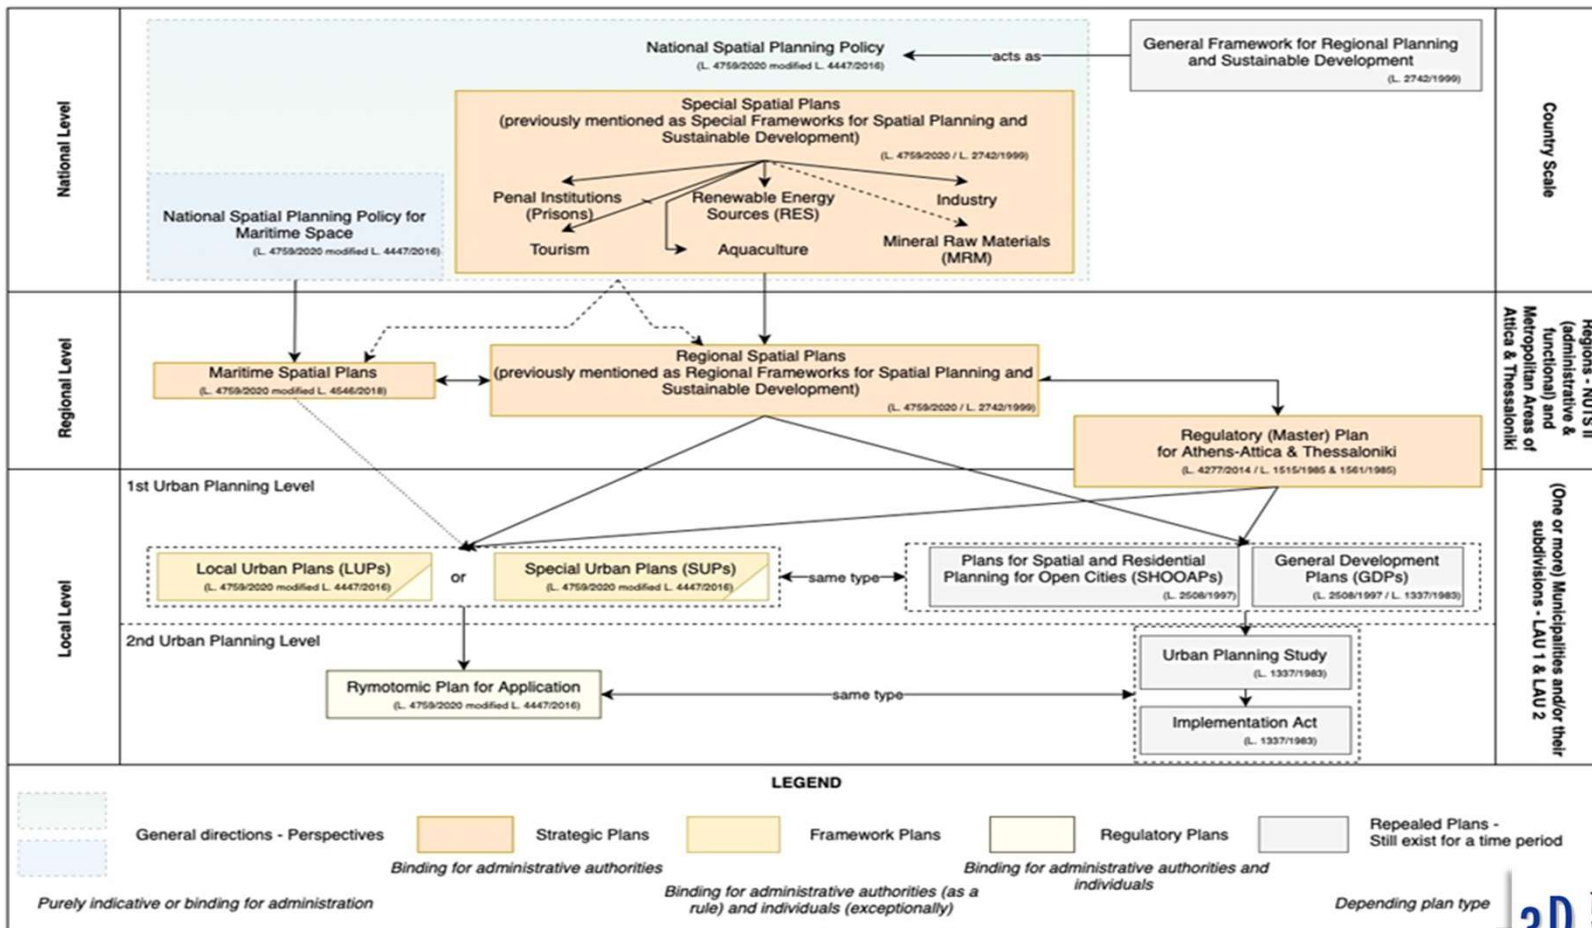 National Level
National Spatial Planning Policy
(L. 4759/2020 modified L. 4447/2016)
acts as
General Framework for Regional Planning
and Sustainable Development
(L. 2742/1999)
Country Scale
Special Spatial Plans
(previously mentioned as Special Frameworks for Spatial Planning and
Sustainable Development)
(L. 4759/2020 / L. 2742/1999)
Penal Institutions
(Prisons)
Renewable Energy
Sources (RES)
Industry
Tourism
Aquaculture
Mineral Raw Materials
(MRM)
National Spatial Planning Policy for
Maritime Space
(L. 4759/2020 modified L. 4447/2016)
Regional Level
Maritime Spatial Plans
(L. 4759/2020 modified L. 4546/2018)
Regional Spatial Plans
(previously mentioned as Regional Frameworks for Spatial Planning and
Sustainable Development)
(L. 4759/2020 / L. 2742/1999)
Regulatory (Master) Plan
for Athens-Attica & Thessaloniki
(L. 4277/2014 / L. 1515/1985 & 1561/1985)
Regions - NUTS II
(administrative &
functional) and
Metropolitan Areas of
Attica & Thessaloniki
Local Level
1st Urban Planning Level
Local Urban Plans (LUPs)
(L. 4759/2020 modified L. 4447/2016)
or
Special Urban Plans (SUPs)
(L. 4759/2020 modified L. 4447/2016)
same type
Plans for Spatial and Residential
Planning for Open Cities (SHOOAPs)
(L. 2508/1997)
General Development
Plans (GDPs)
(L. 2508/1997 / L. 1337/1983)
2nd Urban Planning Level
Rymotomic Plan for Application
(L. 4759/2020 modified L. 4447/2016)
same type
Urban Planning Study
(L. 1337/1983)
Implementation Act
(L. 1337/1983)
(One or more) Municipalities and/or their
subdivisions - LAU 1 & LAU 2
LEGEND
General directions - Perspectives
Strategic Plans
Framework Plans
Regulatory Plans
Repealed Plans -
Still exist for a time period
Purely indicative or binding for administration
Binding for administrative authorities
Binding for administrative authorities (as a
rule) and individuals (exceptionally)
Binding for administrative authorities and
individuals
Depending plan type
3D